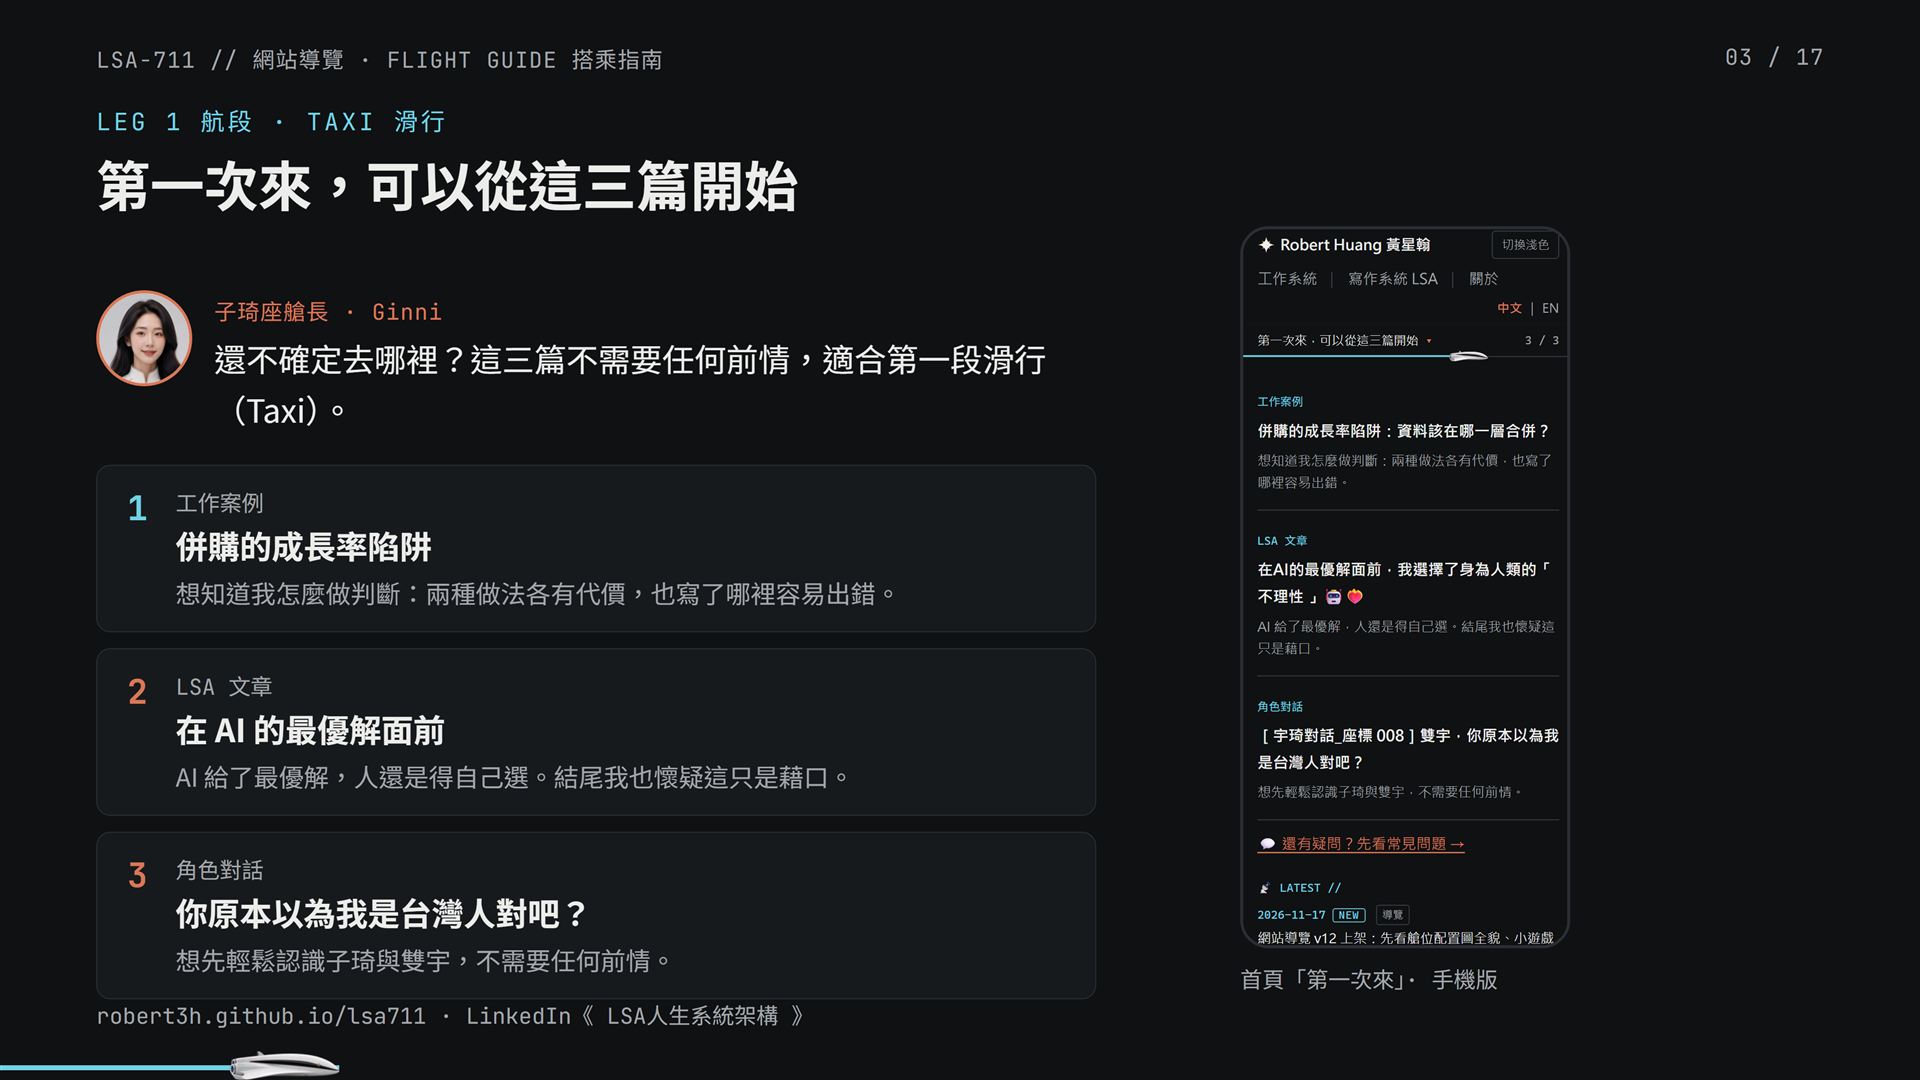 LSA-711 // 網站導覽 · FLIGHT GUIDE 搭乘指南
03 / 17
LEG 1 航段 · TAXI 滑行
第一次來，可以從這三篇開始
子琦座艙長 · Ginni
還不確定去哪裡？這三篇不需要任何前情，適合第一段滑行
（Taxi）。
1 工作案例
併購的成長率陷阱
想知道我怎麼做判斷：兩種做法各有代價，也寫了哪裡容易出錯。
2 LSA 文章
在 AI 的最優解面前
AI 給了最優解，人還是得自己選。結尾我也懷疑這只是藉口。
3 角色對話
你原本以為我是台灣人對吧？
想先輕鬆認識子琦與雙宇，不需要任何前情。
robert3h.github.io/lsa711 · LinkedIn《 LSA人生系統架構 》
Robert Huang 黃星翰
切換淺色
工作系統 | 寫作系統 LSA | 關於
中文 | EN
第一次來，可以從這三篇開始 ▾
3 / 3
工作案例
併購的成長率陷阱：資料該在哪一層合併？
想知道我怎麼做判斷：兩種做法各有代價，也寫了
哪裡容易出錯。
LSA 文章
在AI的最優解面前，我選擇了身為人類的「
不理性 」🤖❤️
AI 給了最優解，人還是得自己選。結尾我也懷疑這
只是藉口。
角色對話
［ 宇琦對話_座標 008 ］雙宇，你原本以為我
是台灣人對吧？
想先輕鬆認識子琦與雙宇，不需要任何前情。
💬 還有疑問？先看常見問題 →
LATEST //
2026-11-17 NEW 導覽
網站導覽 v12 上架：先看艙位配置圖全貌、小遊戲
首頁「第一次來」· 手機版